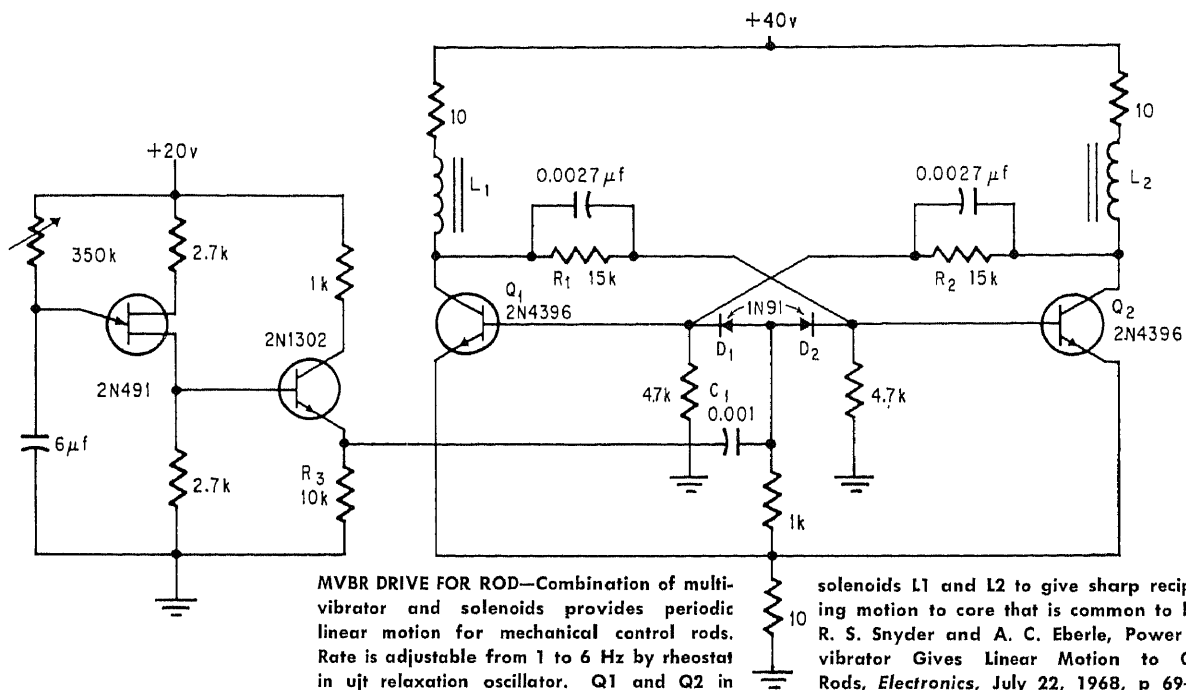 +40v
10
10
+20v
L1
0.0027 µf
0.0027 µf
L2
350k
2.7k
R1 15k
R2 15k
1k
Q1
2N4396
1N91
Q2
2N4396
2N1302
D1
D2
2N491
4.7k
C1
0.001
4.7k
6µf
R3
10k
2.7k
1k
10
MVBR DRIVE FOR ROD—Combination of multi-
vibrator and solenoids provides periodic
linear motion for mechanical control rods.
Rate is adjustable from 1 to 6 Hz by rheostat
in ujt relaxation oscillator. Q1 and Q2 in
solenoids L1 and L2 to give sharp recip
ing motion to core that is common to
R. S. Snyder and A. C. Eberle, Power
vibrator Gives Linear Motion to
Rods, Electronics, July 22, 1968, p 69-